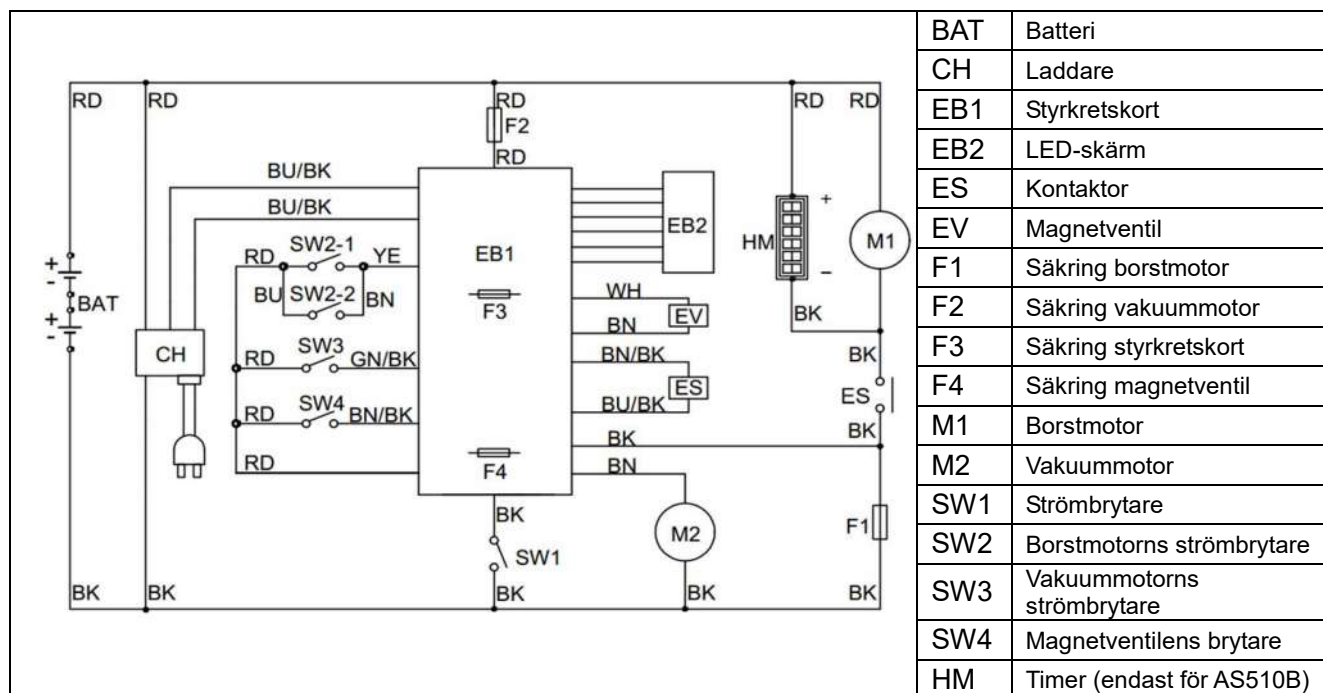 RD
RD
RD
F2
RD
RD
RD
BU/BK
BU/BK
SW2-1
RD
YE
BU
SW2-2
BN
EB1
F3
EB2
HM
+
−
M1
+
-
BAT
+
-
CH
RD
SW3
GN/BK
RD
SW4
BN/BK
RD
F4
WH
BN
EV
BN/BK
BU/BK
ES
BK
BN
M2
BK
BK
ES
BK
F1
BK
SW1
BK
BK
BK
BK
BK
BAT Batteri
CH Laddare
EB1 Styrkretskort
EB2 LED-skärm
ES Kontaktor
EV Magnetventil
F1 Säkring borstmotor
F2 Säkring vakuummotor
F3 Säkring styrkretskort
F4 Säkring magnetventil
M1 Borstmotor
M2 Vakuummotor
SW1 Strömbrytare
SW2 Borstmotorns strömbrytare
SW3 Vakuummotorns
strömbrytare
SW4 Magnetventilens brytare
HM Timer (endast för AS510B)